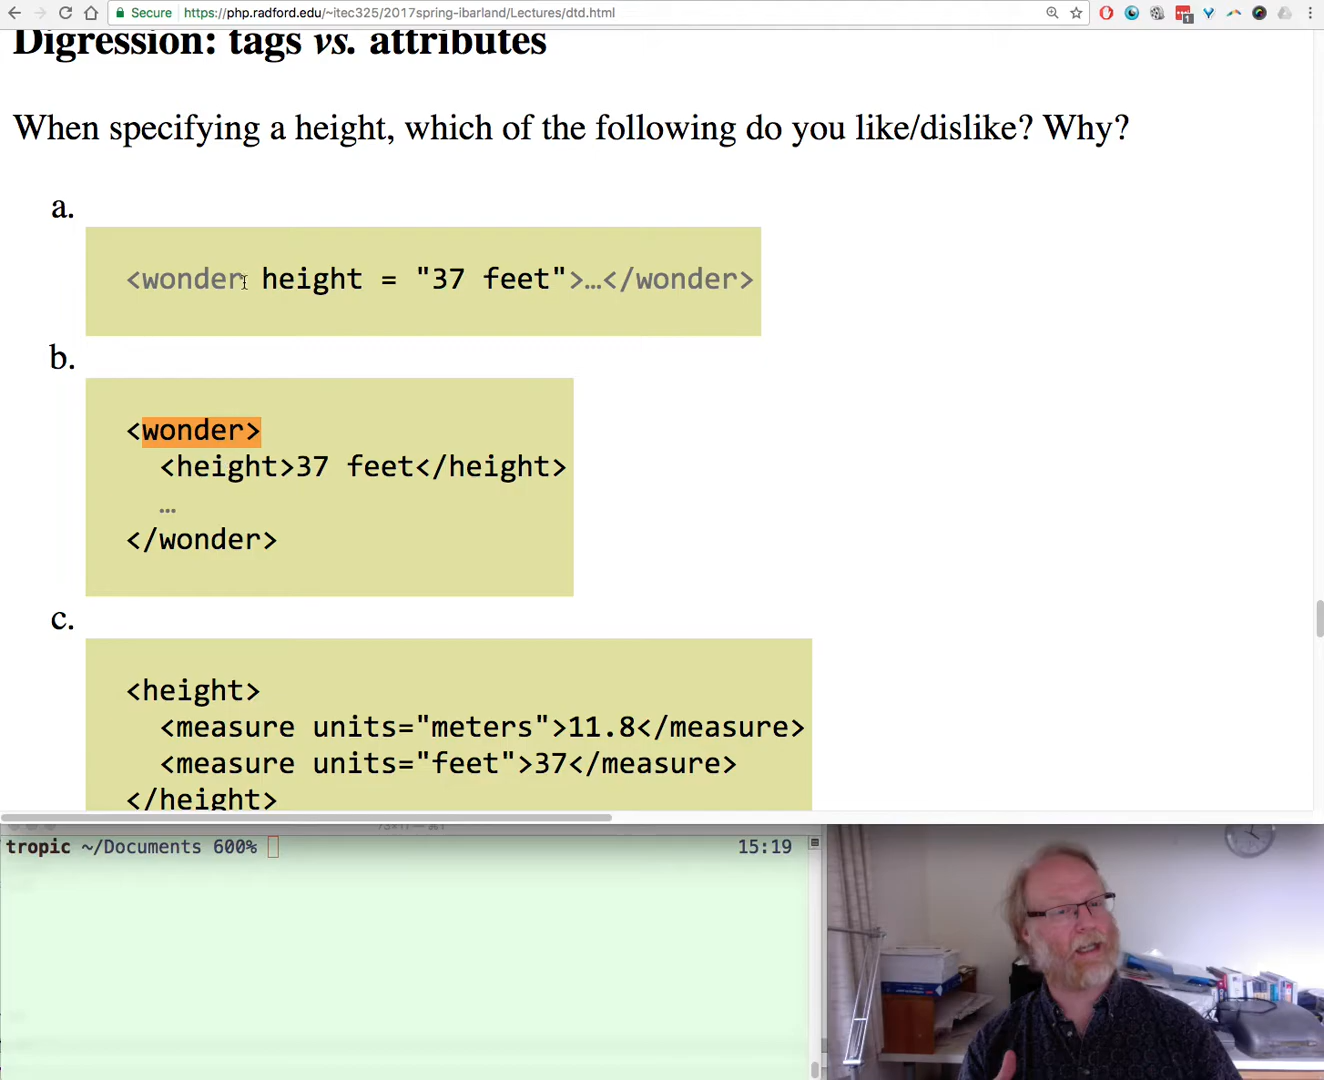 Secure https://php.radford.edu/~itec325/2017spring-ibarland/Lectures/dtd.html
Digression: tags vs. attributes
When specifying a height, which of the following do you like/dislike? Why?
a.
<wonder height = "37 feet">…</wonder>
b.
<wonder>
<height>37 feet</height>
…
</wonder>
c.
<height>
<measure units="meters">11.8</measure>
<measure units="feet">37</measure>
</height>
tropic ~/Documents 600% 15:19